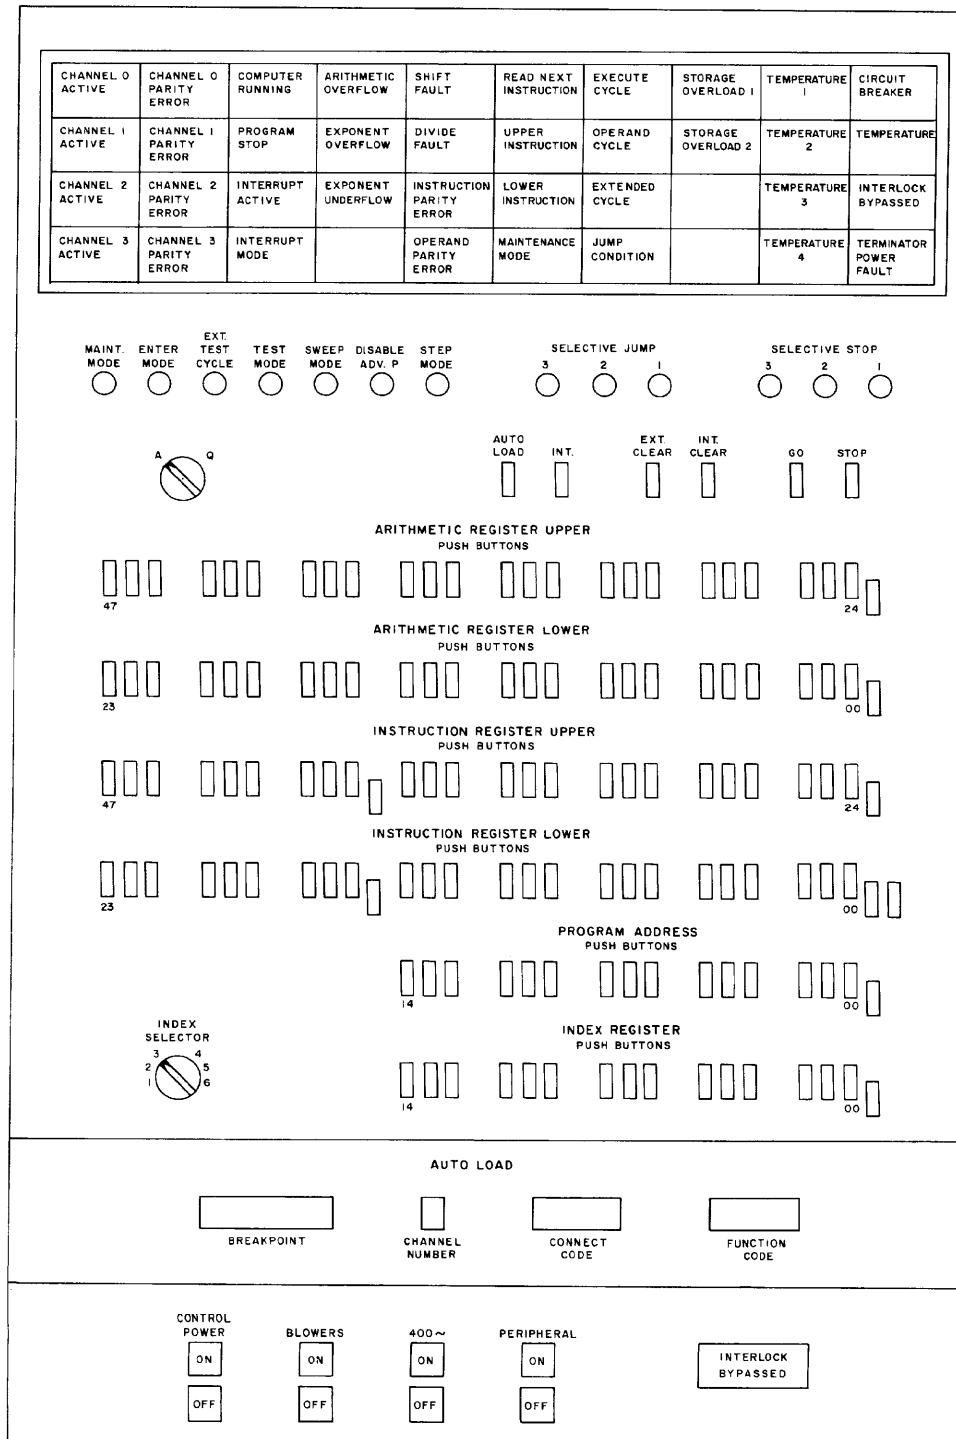 CHANNEL 0 ACTIVE
CHANNEL 0 PARITY ERROR
COMPUTER RUNNING
ARITHMETIC OVERFLOW
SHIFT FAULT
READ NEXT INSTRUCTION
EXECUTE CYCLE
STORAGE OVERLOAD 1
TEMPERATURE 1
CIRCUIT BREAKER
CHANNEL 1 ACTIVE
CHANNEL 1 PARITY ERROR
PROGRAM STOP
EXPONENT OVERFLOW
DIVIDE FAULT
UPPER INSTRUCTION
OPERAND CYCLE
STORAGE OVERLOAD 2
TEMPERATURE 2
TEMPERATURE
CHANNEL 2 ACTIVE
CHANNEL 2 PARITY ERROR
INTERRUPT ACTIVE
EXPONENT UNDERFLOW
INSTRUCTION PARITY ERROR
LOWER INSTRUCTION
EXTENDED CYCLE
TEMPERATURE 3
INTERLOCK BYPASSED
CHANNEL 3 ACTIVE
CHANNEL 3 PARITY ERROR
INTERRUPT MODE
OPERAND PARITY ERROR
MAINTENANCE MODE
JUMP CONDITION
TEMPERATURE 4
TERMINATOR POWER FAULT
MAINT. MODE
ENTER MODE
EXT. TEST CYCLE
TEST MODE
SWEEP MODE
DISABLE ADV. P
STEP MODE
SELECTIVE JUMP
3 2 1
SELECTIVE STOP
3 2 1
A Q
AUTO LOAD
INT.
EXT. CLEAR
INT. CLEAR
GO
STOP
ARITHMETIC REGISTER UPPER
PUSH BUTTONS
47 24
ARITHMETIC REGISTER LOWER
PUSH BUTTONS
23 00
INSTRUCTION REGISTER UPPER
PUSH BUTTONS
47 24
INSTRUCTION REGISTER LOWER
PUSH BUTTONS
23 00
PROGRAM ADDRESS
PUSH BUTTONS
14 00
INDEX SELECTOR
1 2 3 4 5 6
INDEX REGISTER
PUSH BUTTONS
14 00
AUTO LOAD
BREAKPOINT
CHANNEL NUMBER
CONNECT CODE
FUNCTION CODE
CONTROL POWER
BLOWERS
400~
PERIPHERAL
ON ON ON ON
OFF OFF OFF OFF
INTERLOCK BYPASSED